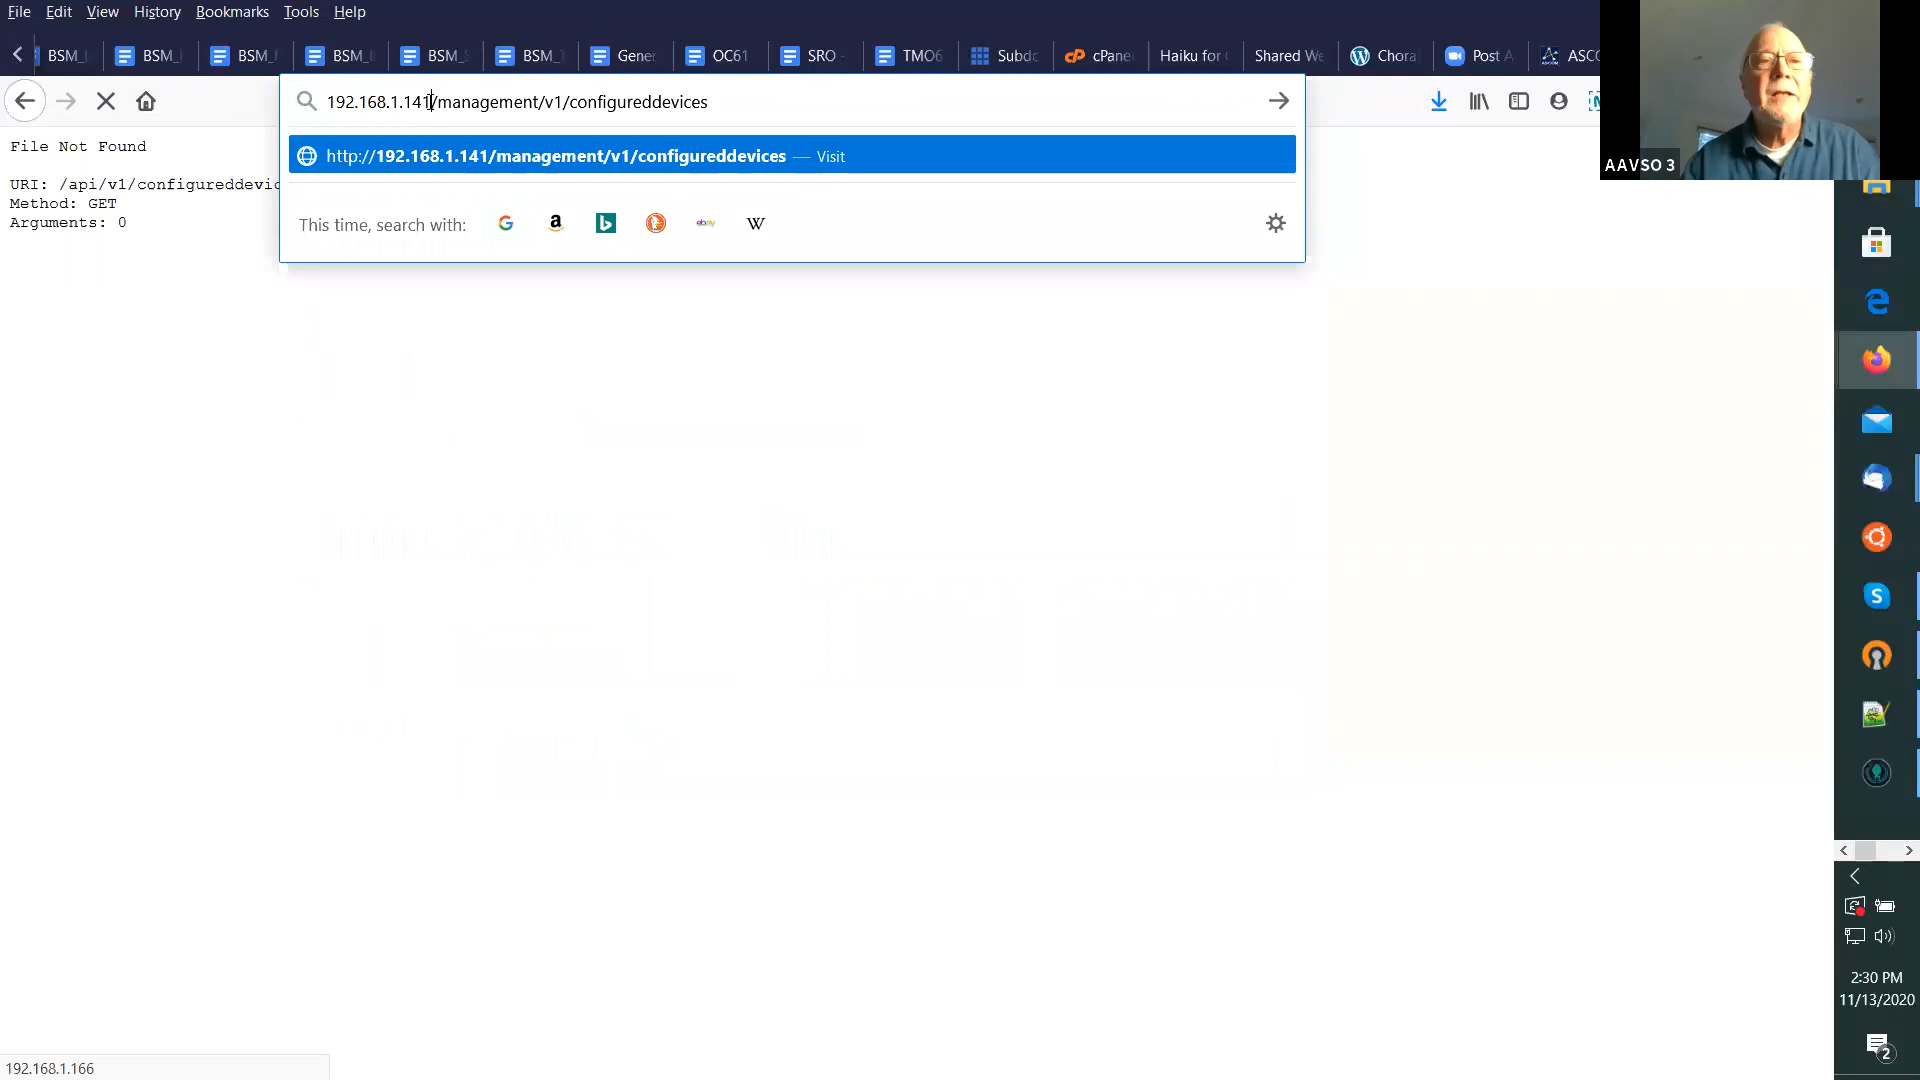 File Edit View History Bookmarks Tools Help
BSM_ BSM_ BSM_ BSM_ BSM_ BSM_ Gener OC61 SRO - TMO6 Subdo cPane Haiku for Shared We Chora Post A ASCO
192.168.1.141/management/v1/configureddevices
http://192.168.1.141/management/v1/configureddevices — Visit
This time, search with:
File Not Found
URI: /api/v1/configureddevic
Method: GET
Arguments: 0
AAVSO 3
2:30 PM
11/13/2020
2
192.168.1.166